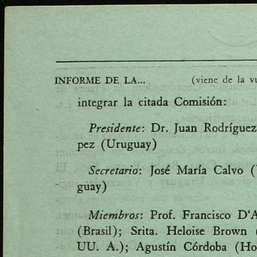 INFORME DE LA... (viene de la
integrar la citada Comisión:
Presidente: Dr. Juan Rodríguez
pez (Uruguay)
Secretario: José María Calvo
guay)
Miembros: Prof. Francisco D'A
(Brasil); Srita. Heloise Brown
UU. A.); Agustín Córdoba (Ho